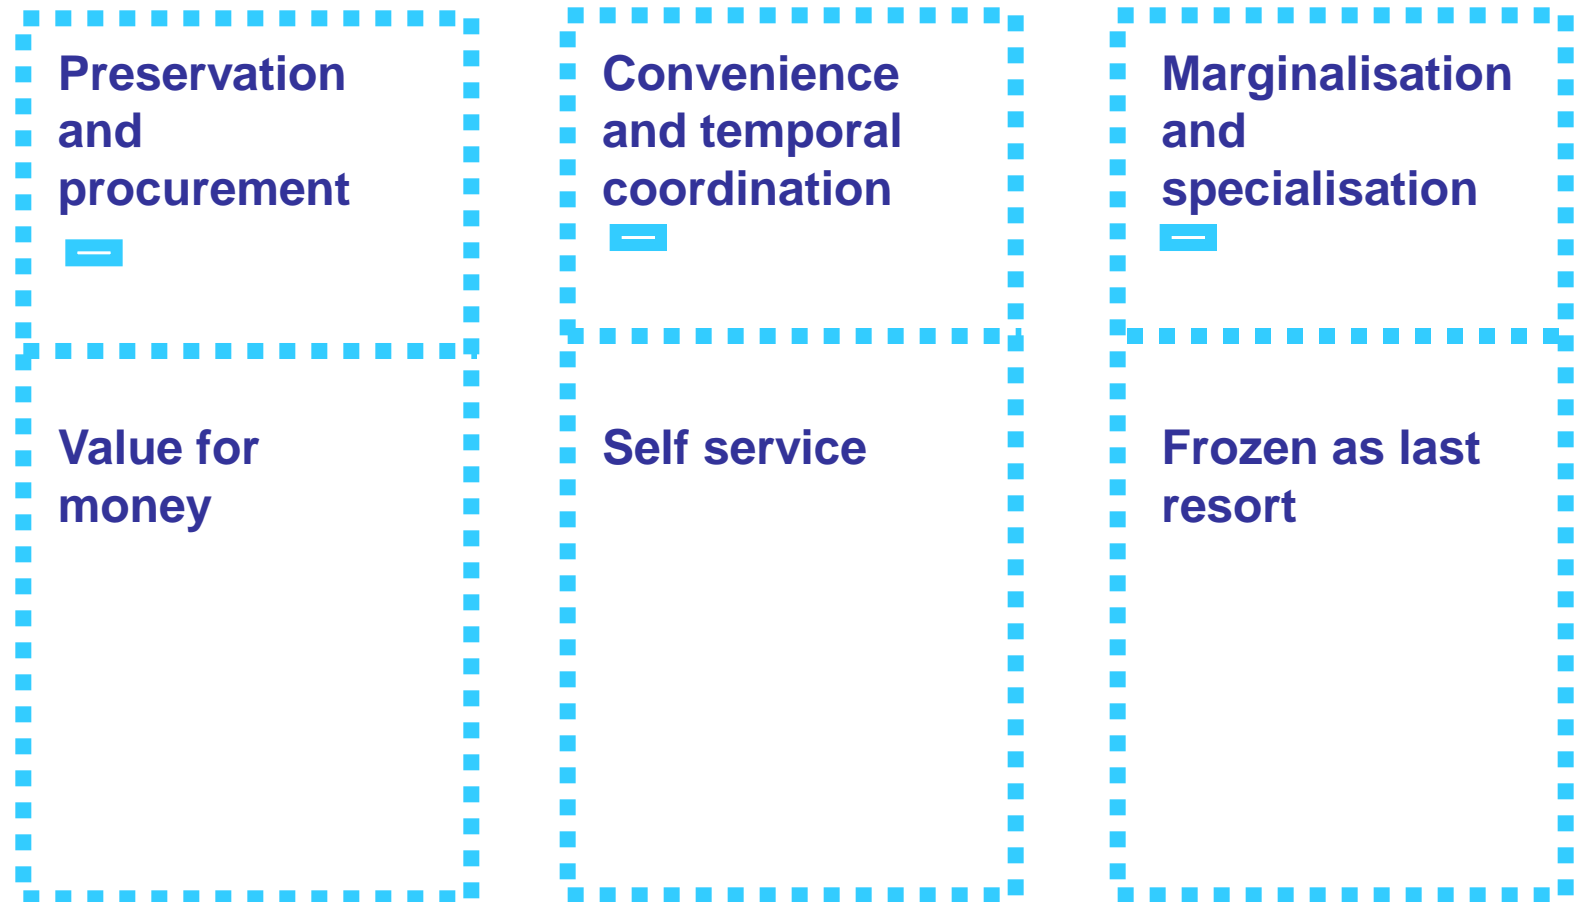 Preservation
and
procurement
Value for
money
Convenience
and temporal
coordination
Self service
Marginalisation
and
specialisation
Frozen as last
resort